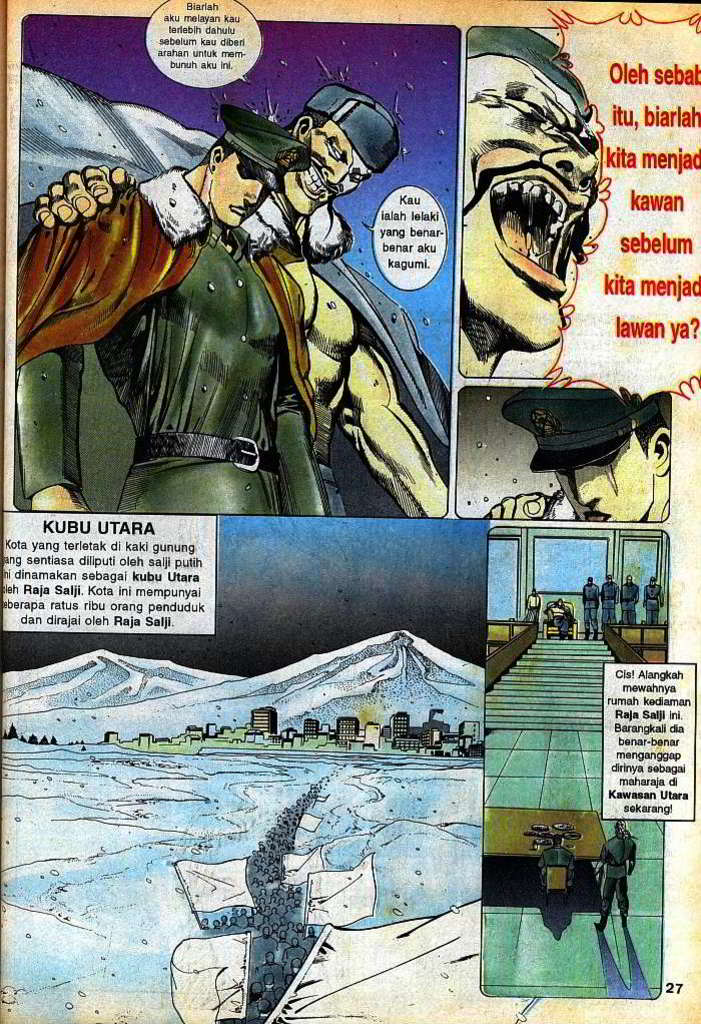 Biarlah
aku melayan kau
terlebih dahulu
sebelum kau diberi
arahan untuk mem-
bunuh aku ini.
Kau
ialah lelaki
yang benar-
benar aku
kagumi.
Oleh sebab
itu, biarlah
kita menjad
kawan
sebelum
kita menjad
lawan ya?
KUBU UTARA
Kota yang terletak di kaki gunung
ang sentiasa diliputi oleh salji putih
ni dinamakan sebagai kubu Utara
leh Raja Salji. Kota ini mempunyai
eberapa ratus ribu orang penduduk
dan dirajai oleh Raja Salji.
Cis! Alangkah
mewahnya
rumah kediaman
Raja Salji ini.
Barangkali dia
benar-benar
menganggap
dirinya sebagai
maharaja di
Kawasan Utara
sekarang!
27